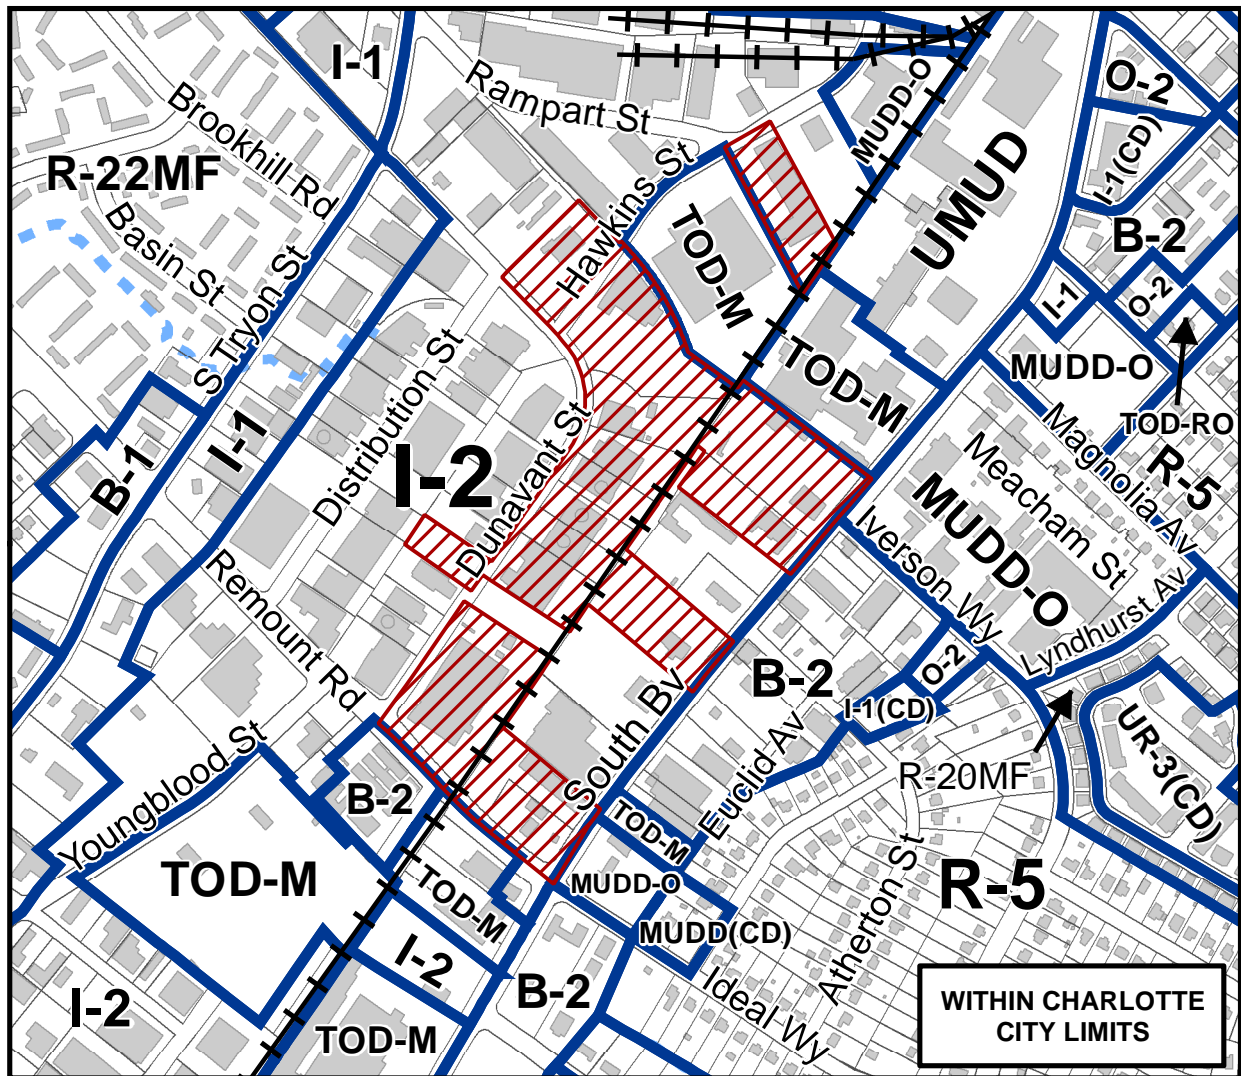 I-1
Rampart St
MUDD-O
O-2
I-1(CD)
Brookhill Rd
R-22MF
Basin St
Hawkins St
TOD-M
UMUD
B-2
S Tryon St
I-1
O-2
MUDD-O
TOD-RO
TOD-M
Distribution St
I-1
B-1
I-2
Dunavant St
Magnolia Av
R-5
Meacham St
MUDD-O
Iverson Wy
Lyndhurst Av
Remount Rd
B-2
O-2
I-1(CD)
South Bv
Euclid Av
R-20MF
UR-3(CD)
Youngblood St
B-2
TOD-M
TOD-M
TOD-M
MUDD-O
R-5
Atherton St
MUDD(CD)
I-2
B-2
Ideal Wy
I-2
TOD-M
WITHIN CHARLOTTE
CITY LIMITS